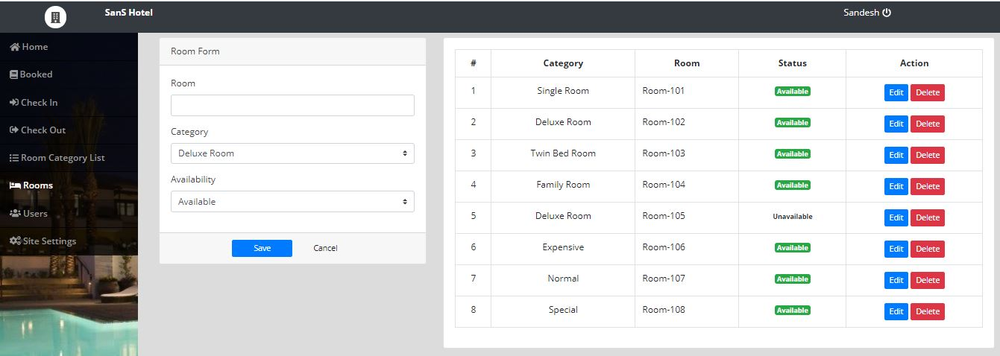 SanS Hotel
Sandesh
Home
Booked
Check In
Check Out
Room Category List
Rooms
Users
Site Settings
Room Form
Room
Category
Deluxe Room
Availability
Available
Save Cancel
# Category Room Status Action
1 Single Room Room-101 Available Edit Delete
2 Deluxe Room Room-102 Available Edit Delete
3 Twin Bed Room Room-103 Available Edit Delete
4 Family Room Room-104 Available Edit Delete
5 Deluxe Room Room-105 Unavailable Edit Delete
6 Expensive Room-106 Available Edit Delete
7 Normal Room-107 Available Edit Delete
8 Special Room-108 Available Edit Delete